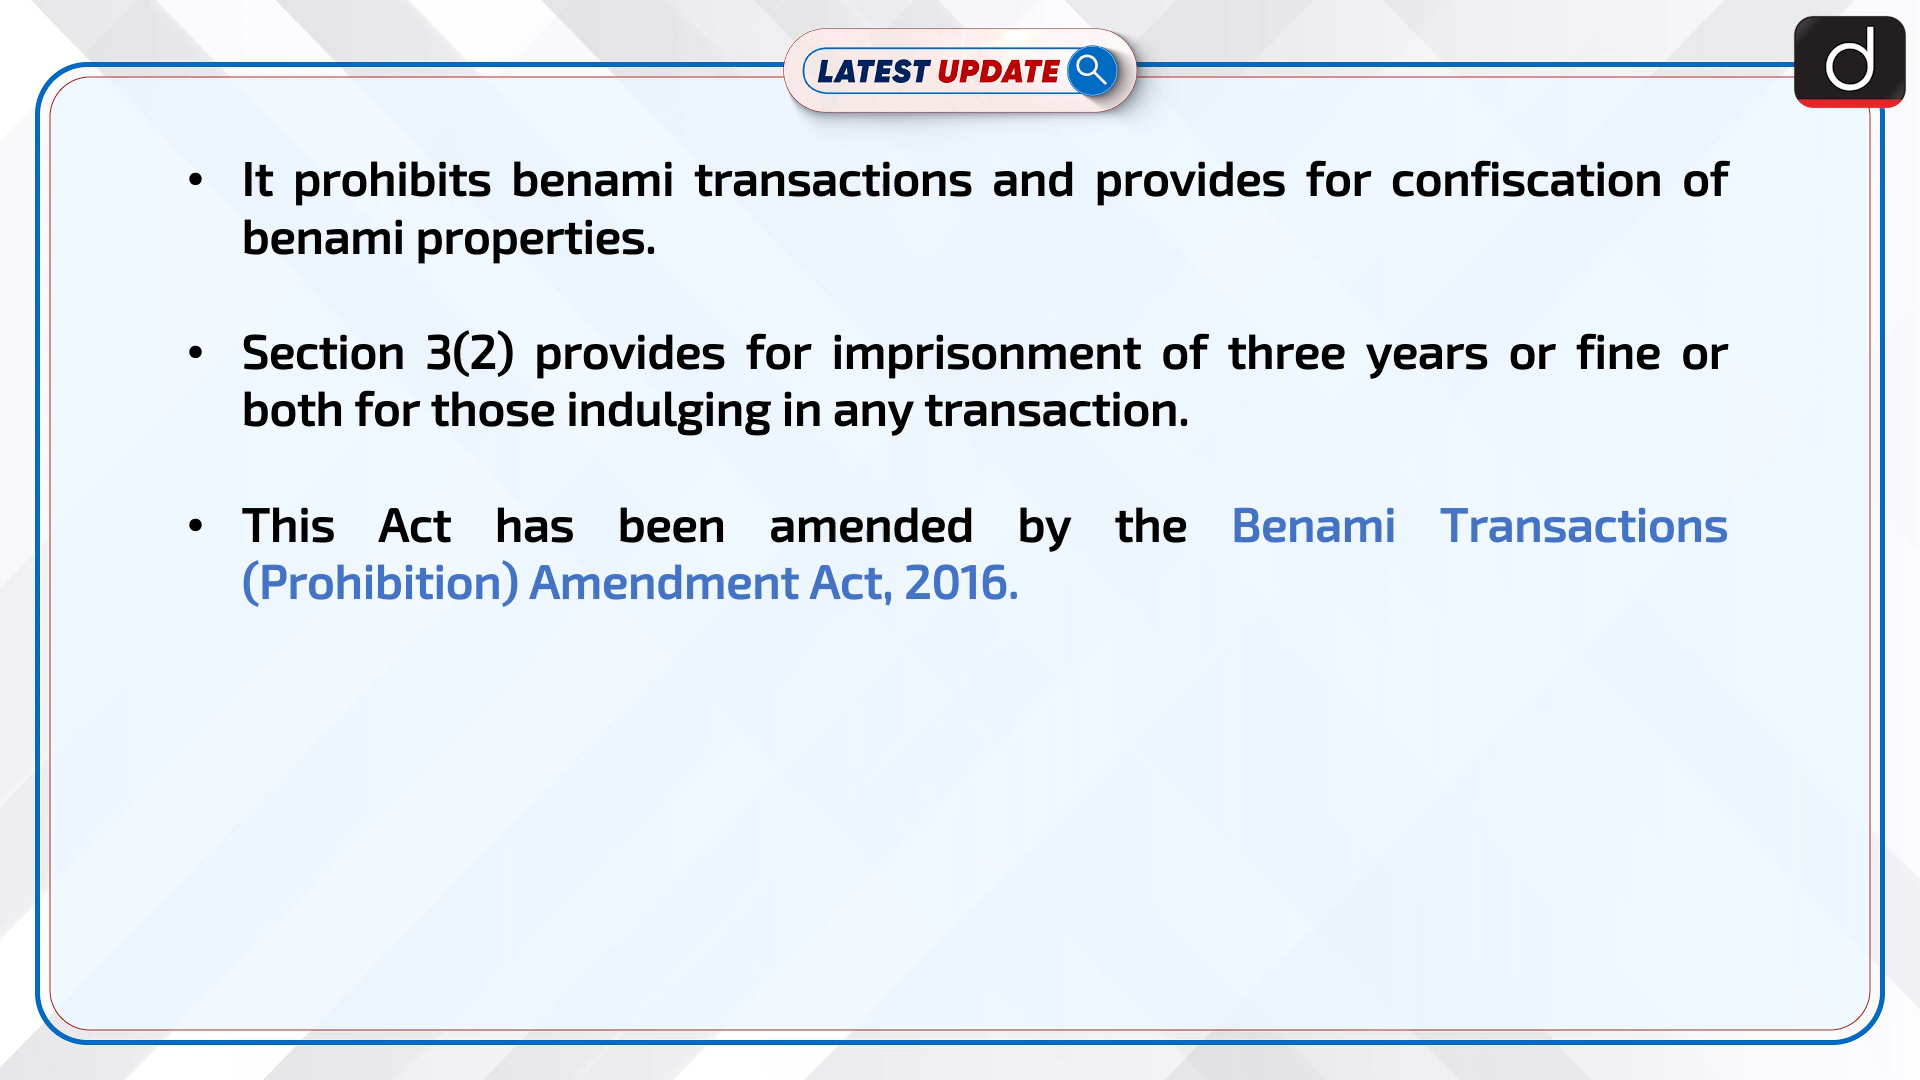 LATEST UPDATE
d
• It prohibits benami transactions and provides for confiscation of
benami properties.
• Section 3(2) provides for imprisonment of three years or fine or
both for those indulging in any transaction.
• This Act has been amended by the Benami Transactions
(Prohibition) Amendment Act, 2016.